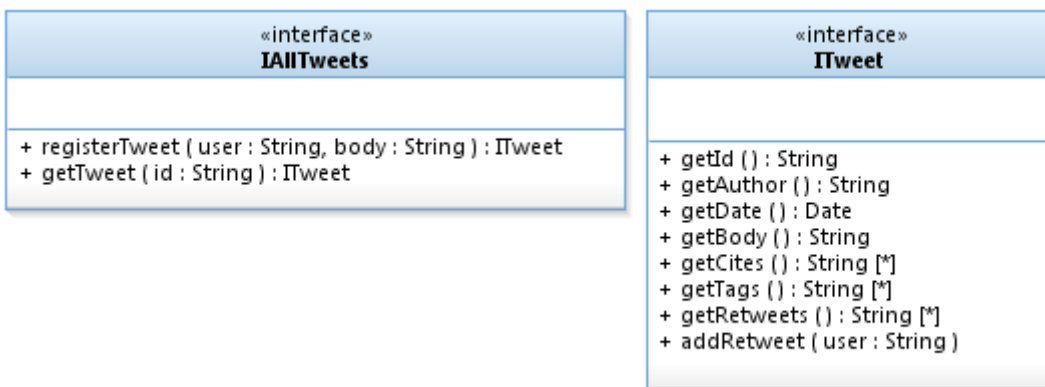 «interface»
IAllTweets
+ registerTweet ( user : String, body : String ) : ITweet
+ getTweet ( id : String ) : ITweet
«interface»
ITweet
+ getId () : String
+ getAuthor () : String
+ getDate () : Date
+ getBody () : String
+ getCites () : String [*]
+ getTags () : String [*]
+ getRetweets () : String [*]
+ addRetweet ( user : String )